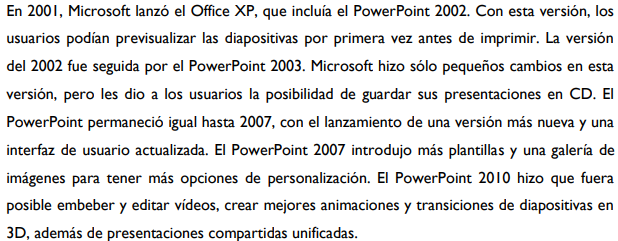 En 2001, Microsoft lanzó el Office XP, que incluía el PowerPoint 2002. Con esta versión, los
usuarios podían previsualizar las diapositivas por primera vez antes de imprimir. La versión
del 2002 fue seguida por el PowerPoint 2003. Microsoft hizo sólo pequeños cambios en esta
versión, pero les dio a los usuarios la posibilidad de guardar sus presentaciones en CD. El
PowerPoint permaneció igual hasta 2007, con el lanzamiento de una versión más nueva y una
interfaz de usuario actualizada. El PowerPoint 2007 introdujo más plantillas y una galería de
imágenes para tener más opciones de personalización. El PowerPoint 2010 hizo que fuera
posible embeber y editar vídeos, crear mejores animaciones y transiciones de diapositivas en
3D, además de presentaciones compartidas unificadas.